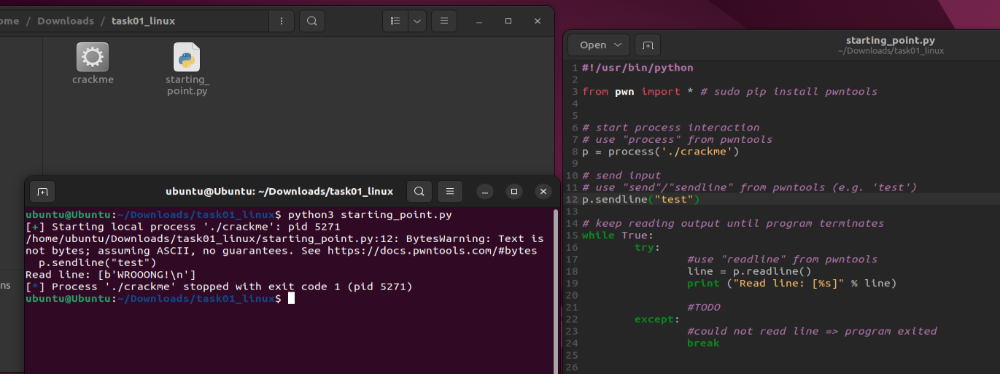 ome / Downloads / task01_linux
crackme
starting_
point.py
ns
ubuntu@Ubuntu: ~/Downloads/task01_linux
ubuntu@Ubuntu:~/Downloads/task01_linux$ python3 starting_point.py
[+] Starting local process './crackme': pid 5271
/home/ubuntu/Downloads/task01_linux/starting_point.py:12: BytesWarning: Text is
not bytes; assuming ASCII, no guarantees. See https://docs.pwntools.com/#bytes
  p.sendline("test")
Read line: [b'WROOONG!\n']
[*] Process './crackme' stopped with exit code 1 (pid 5271)
ubuntu@Ubuntu:~/Downloads/task01_linux$
Open
starting_point.py
~/Downloads/task01_linux
1 #!/usr/bin/python
2
3 from pwn import * # sudo pip install pwntools
4
5
6 # start process interaction
7 # use "process" from pwntools
8 p = process('./crackme')
9
10 # send input
11 # use "send"/"sendline" from pwntools (e.g. 'test')
12 p.sendline("test")
13
14 # keep reading output until program terminates
15 while True:
16         try:
17                 #use "readline" from pwntools
18                 line = p.readline()
19                 print ("Read line: [%s]" % line)
20
21                 #TODO
22         except:
23                 #could not read line => program exited
24                 break
25
26